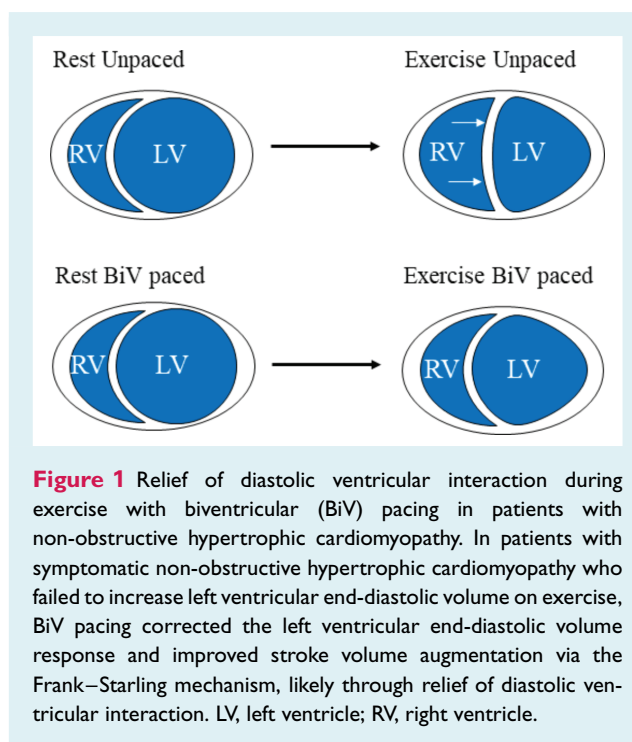 Rest Unpaced
Exercise Unpaced
RV
LV
RV
LV
Rest BiV paced
Exercise BiV paced
RV
LV
RV
LV
Figure 1 Relief of diastolic ventricular interaction during
exercise with biventricular (BiV) pacing in patients with
non-obstructive hypertrophic cardiomyopathy. In patients with
symptomatic non-obstructive hypertrophic cardiomyopathy who
failed to increase left ventricular end-diastolic volume on exercise,
BiV pacing corrected the left ventricular end-diastolic volume
response and improved stroke volume augmentation via the
Frank–Starling mechanism, likely through relief of diastolic ven-
tricular interaction. LV, left ventricle; RV, right ventricle.